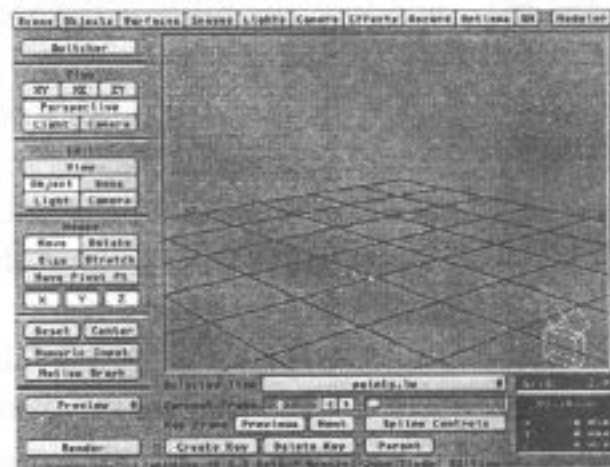 Scene Objects Surfaces Images Lights Camera Effects Record Options Modeler
Switcher
View
XY XZ ZY
Perspective
Light Camera
Edit
View
Object Bone
Light Camera
Mouse
Move Rotate
Size Stretch
Move Pivot Pt
X Y Z
Reset Center
Numeric Input
Motion Graph
Selected Item points.lw
Preview
Current Frame
Key Frame Previous Next Spline Controls
Render
Create Key Delete Key Parent